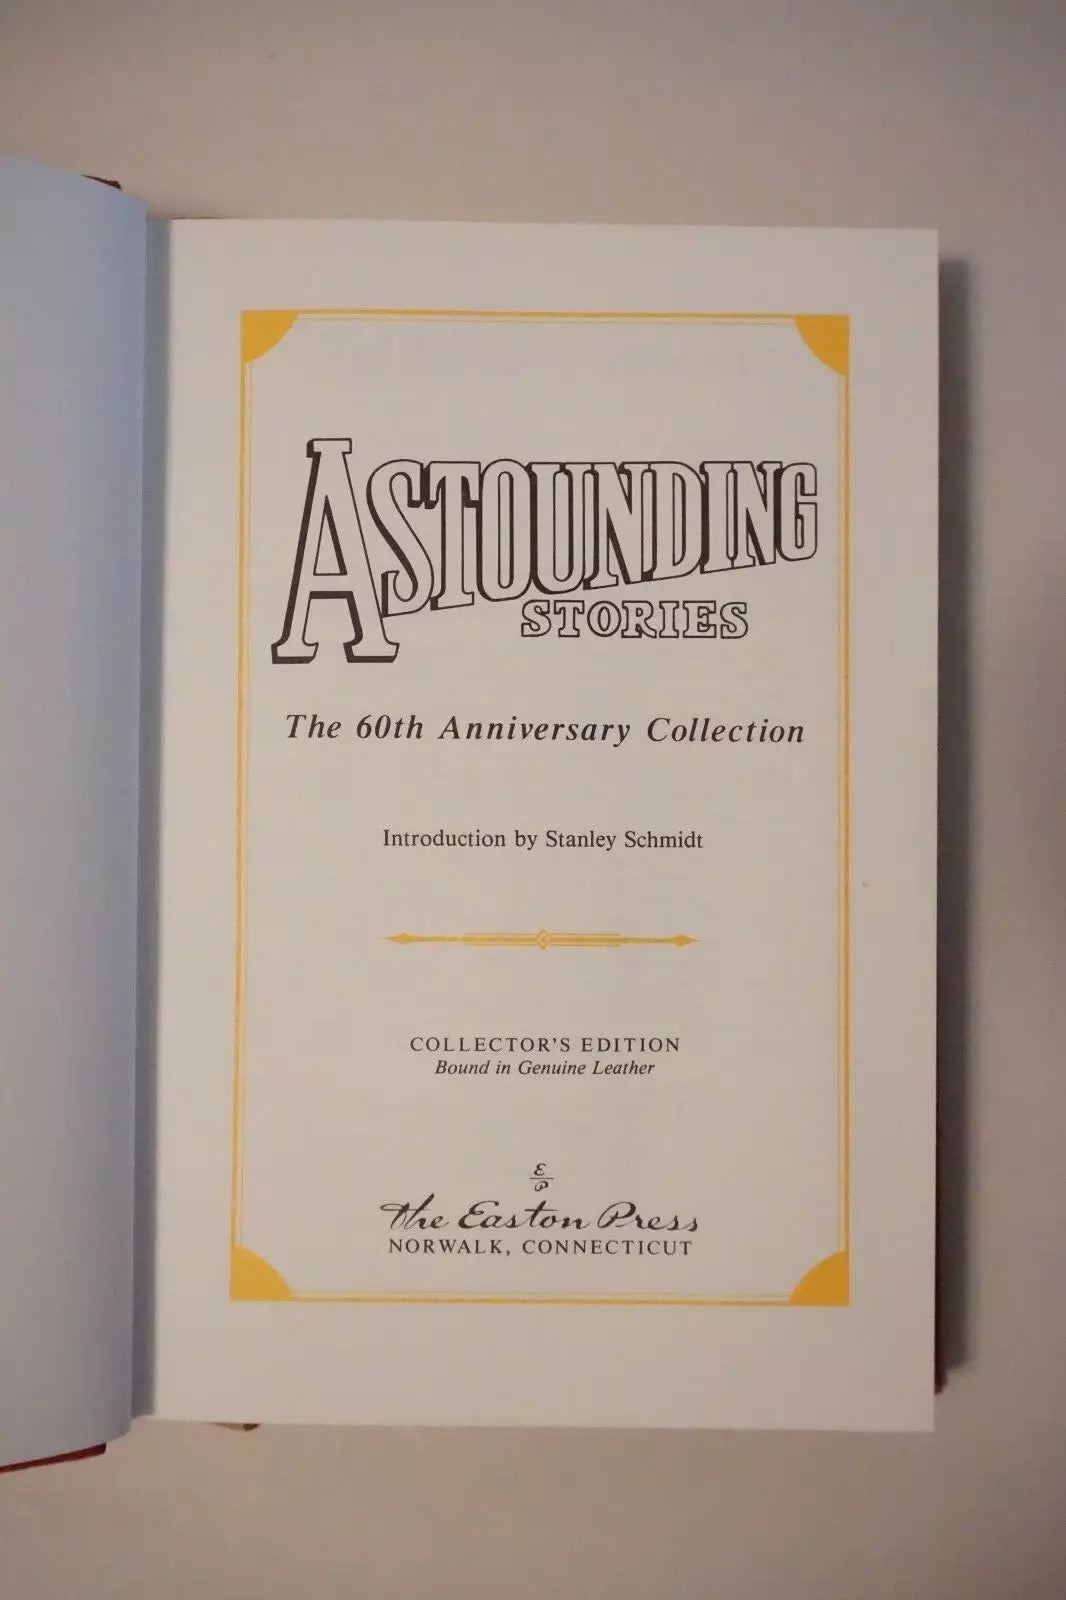 ASTOUNDING
STORIES
The 60th Anniversary Collection
Introduction by Stanley Schmidt
COLLECTOR'S EDITION
Bound in Genuine Leather
E
P
The Easton Press
NORWALK, CONNECTICUT